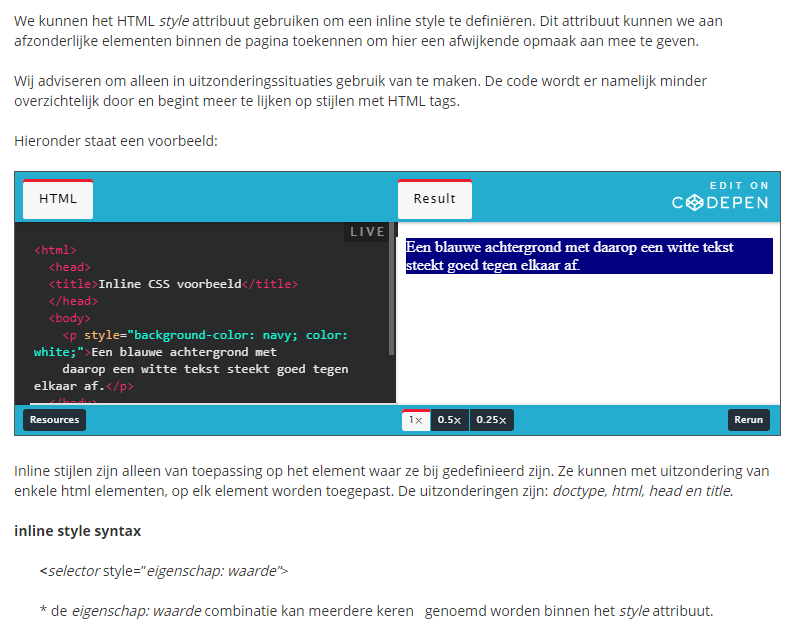 We kunnen het HTML style attribuut gebruiken om een inline style te definiëren. Dit attribuut kunnen we aan
afzonderlijke elementen binnen de pagina toekennen om hier een afwijkende opmaak aan mee te geven.
Wij adviseren om alleen in uitzonderingssituaties gebruik van te maken. De code wordt er namelijk minder
overzichtelijk door en begint meer te lijken op stijlen met HTML tags.
Hieronder staat een voorbeeld:
HTML
Result
EDIT ON
CODEPEN
LIVE
<html>
<head>
<title>Inline CSS voorbeeld</title>
</head>
<body>
<p style="background-color: navy; color:
white;">Een blauwe achtergrond met
daarop een witte tekst steekt goed tegen
elkaar af.</p>
</body>
Een blauwe achtergrond met daarop een witte tekst
steekt goed tegen elkaar af.
Resources
1x
0.5x
0.25x
Rerun
Inline stijlen zijn alleen van toepassing op het element waar ze bij gedefinieerd zijn. Ze kunnen met uitzondering van
enkele html elementen, op elk element worden toegepast. De uitzonderingen zijn: doctype, html, head en title.
inline style syntax
<selector style="eigenschap: waarde">
* de eigenschap: waarde combinatie kan meerdere keren genoemd worden binnen het style attribuut.